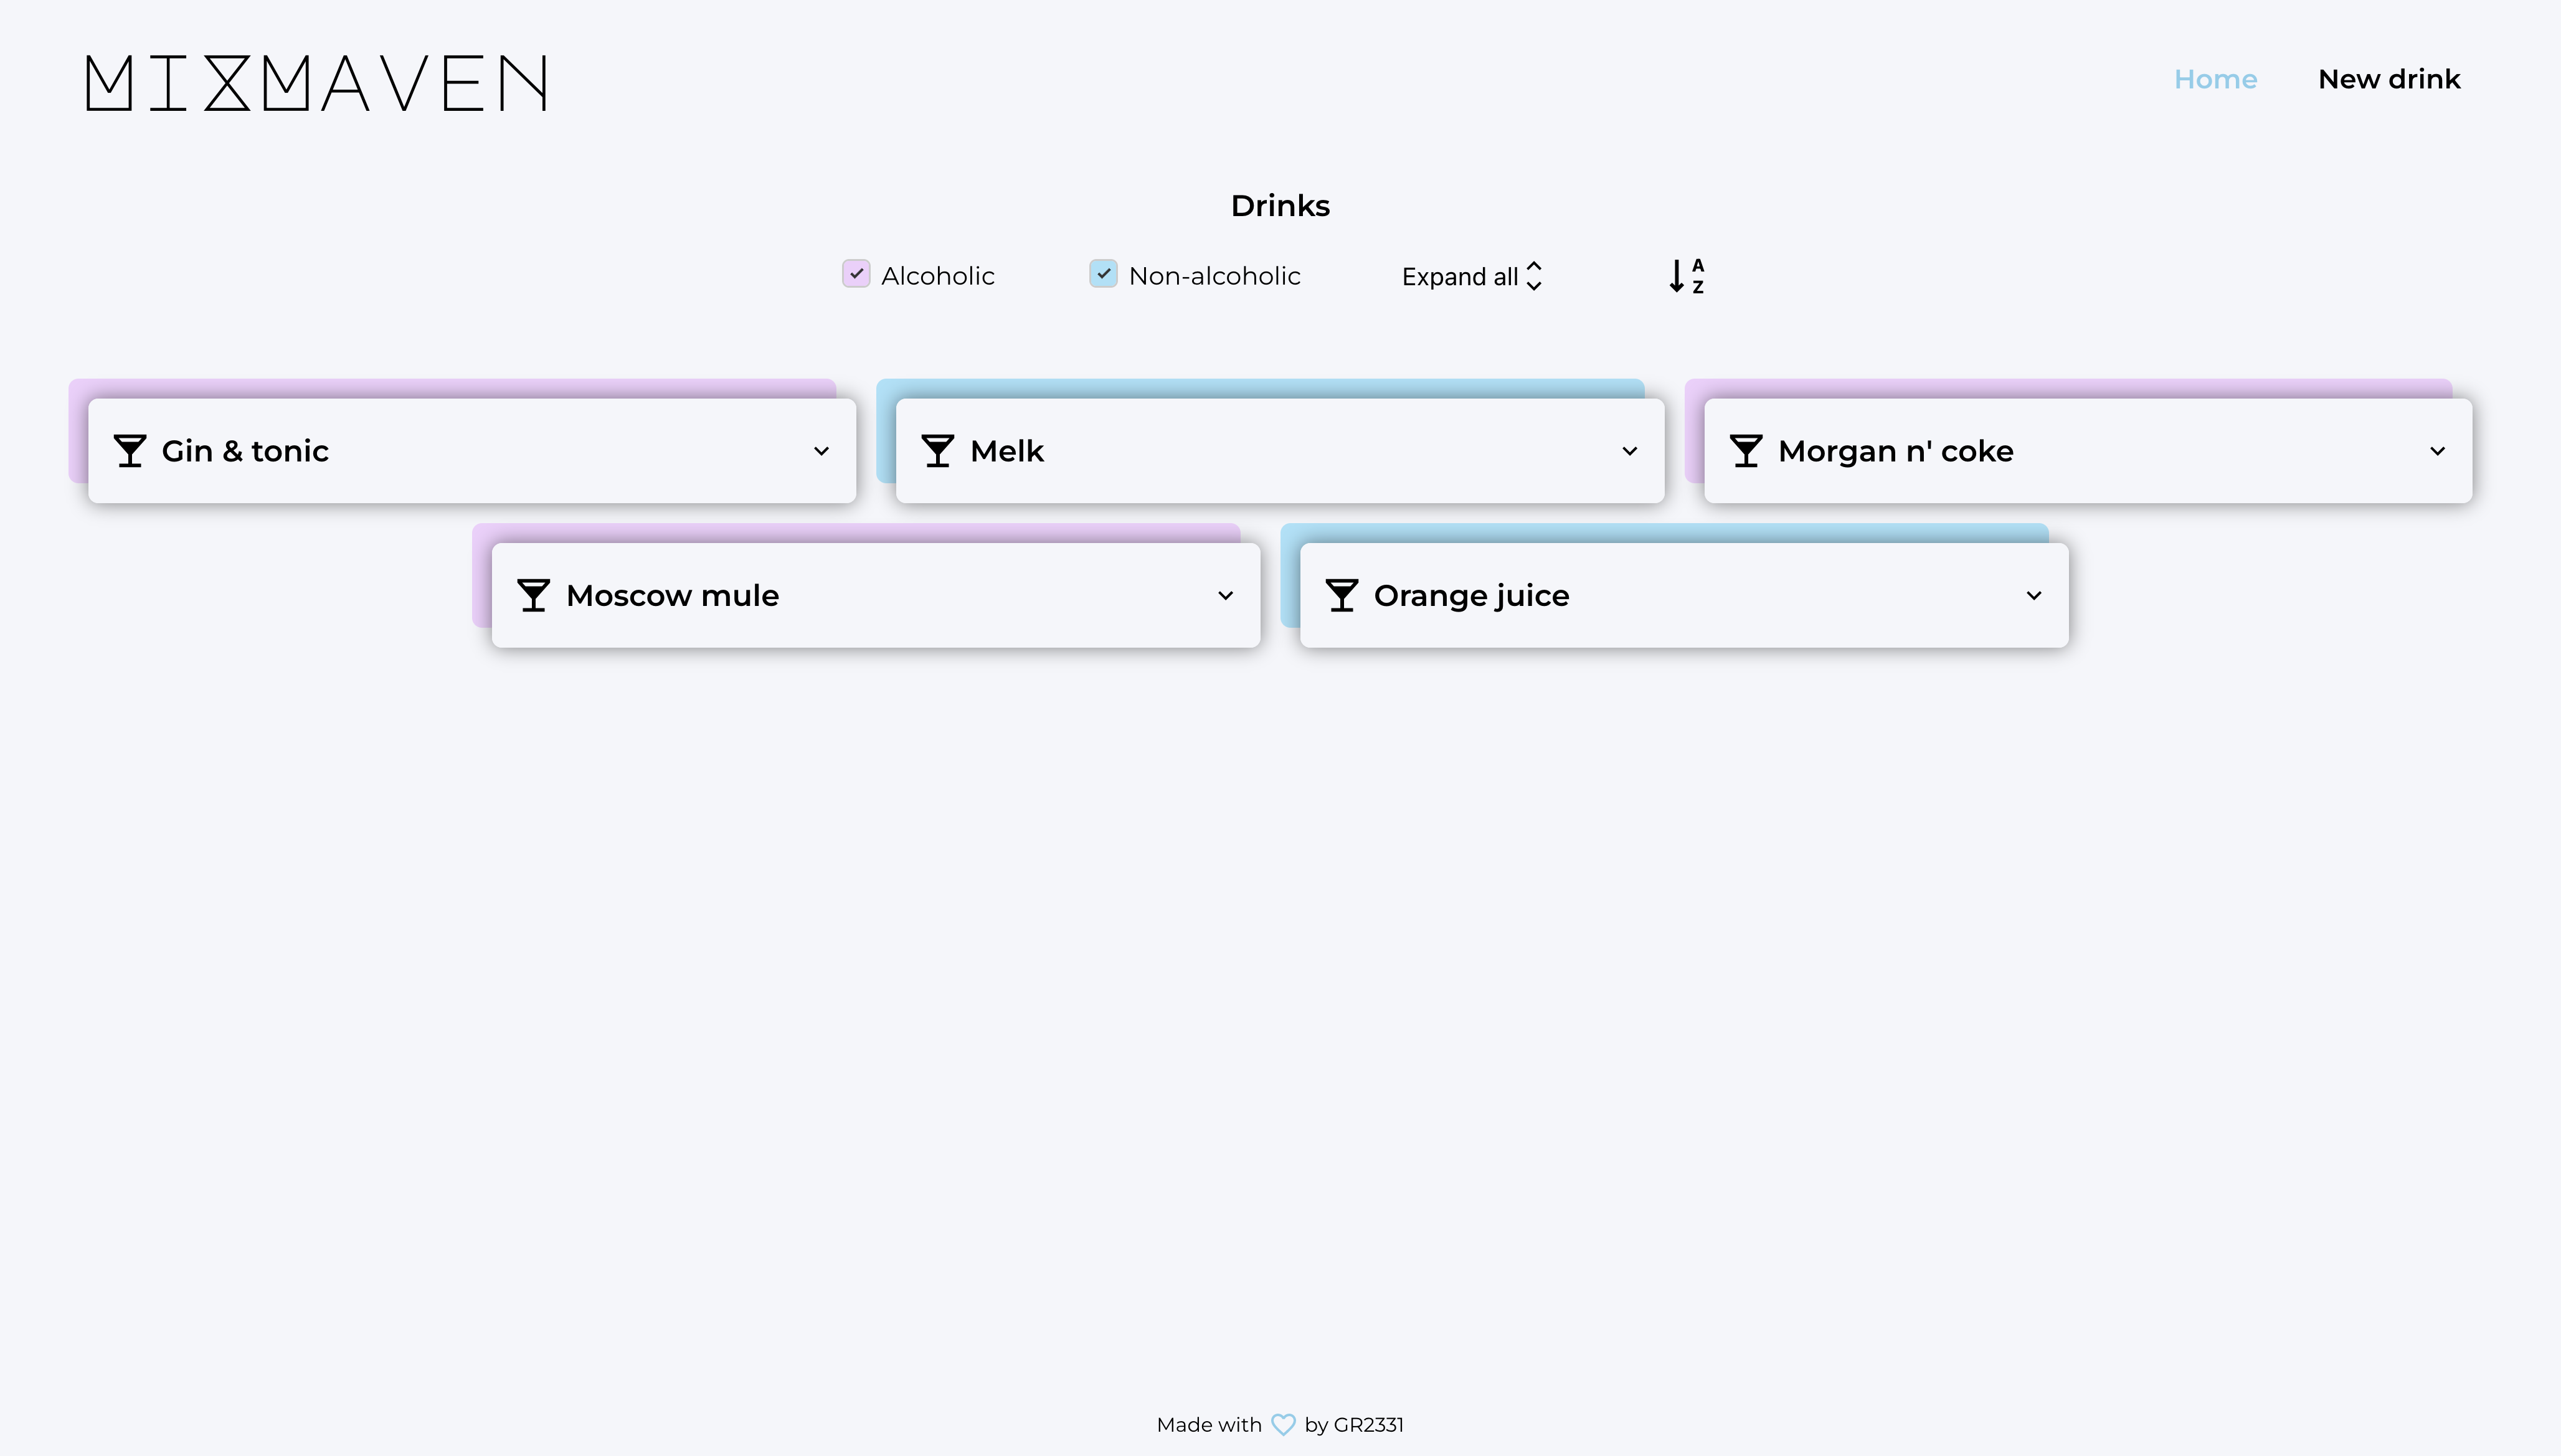 MIXMAVEN
Home New drink
Drinks
Alcoholic Non-alcoholic Expand all A Z
Gin & tonic Melk Morgan n' coke
Moscow mule Orange juice
Made with by GR2331